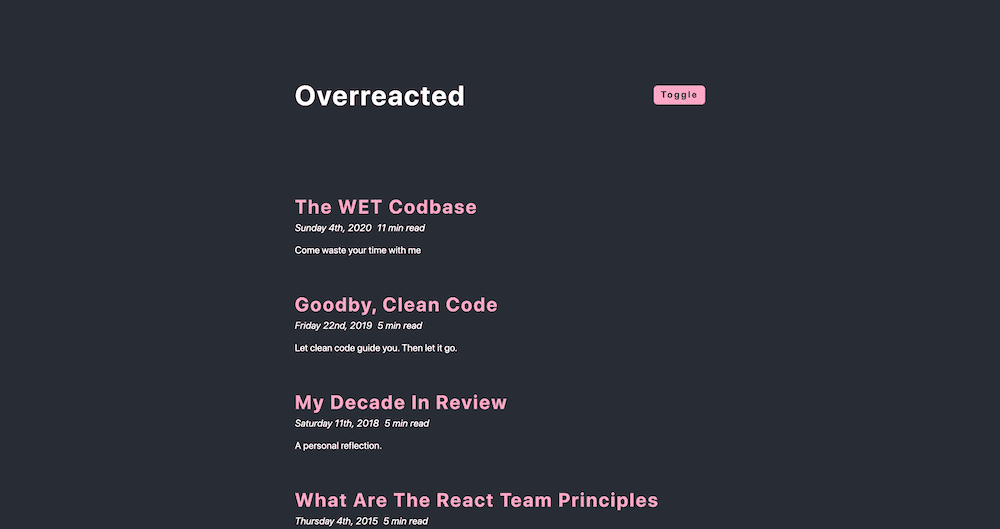 Overreacted
Toggle
The WET Codbase
Sunday 4th, 2020 11 min read
Come waste your time with me
Goodby, Clean Code
Friday 22nd, 2019 5 min read
Let clean code guide you. Then let it go.
My Decade In Review
Saturday 11th, 2018 5 min read
A personal reflection.
What Are The React Team Principles
Thursday 4th, 2015 5 min read